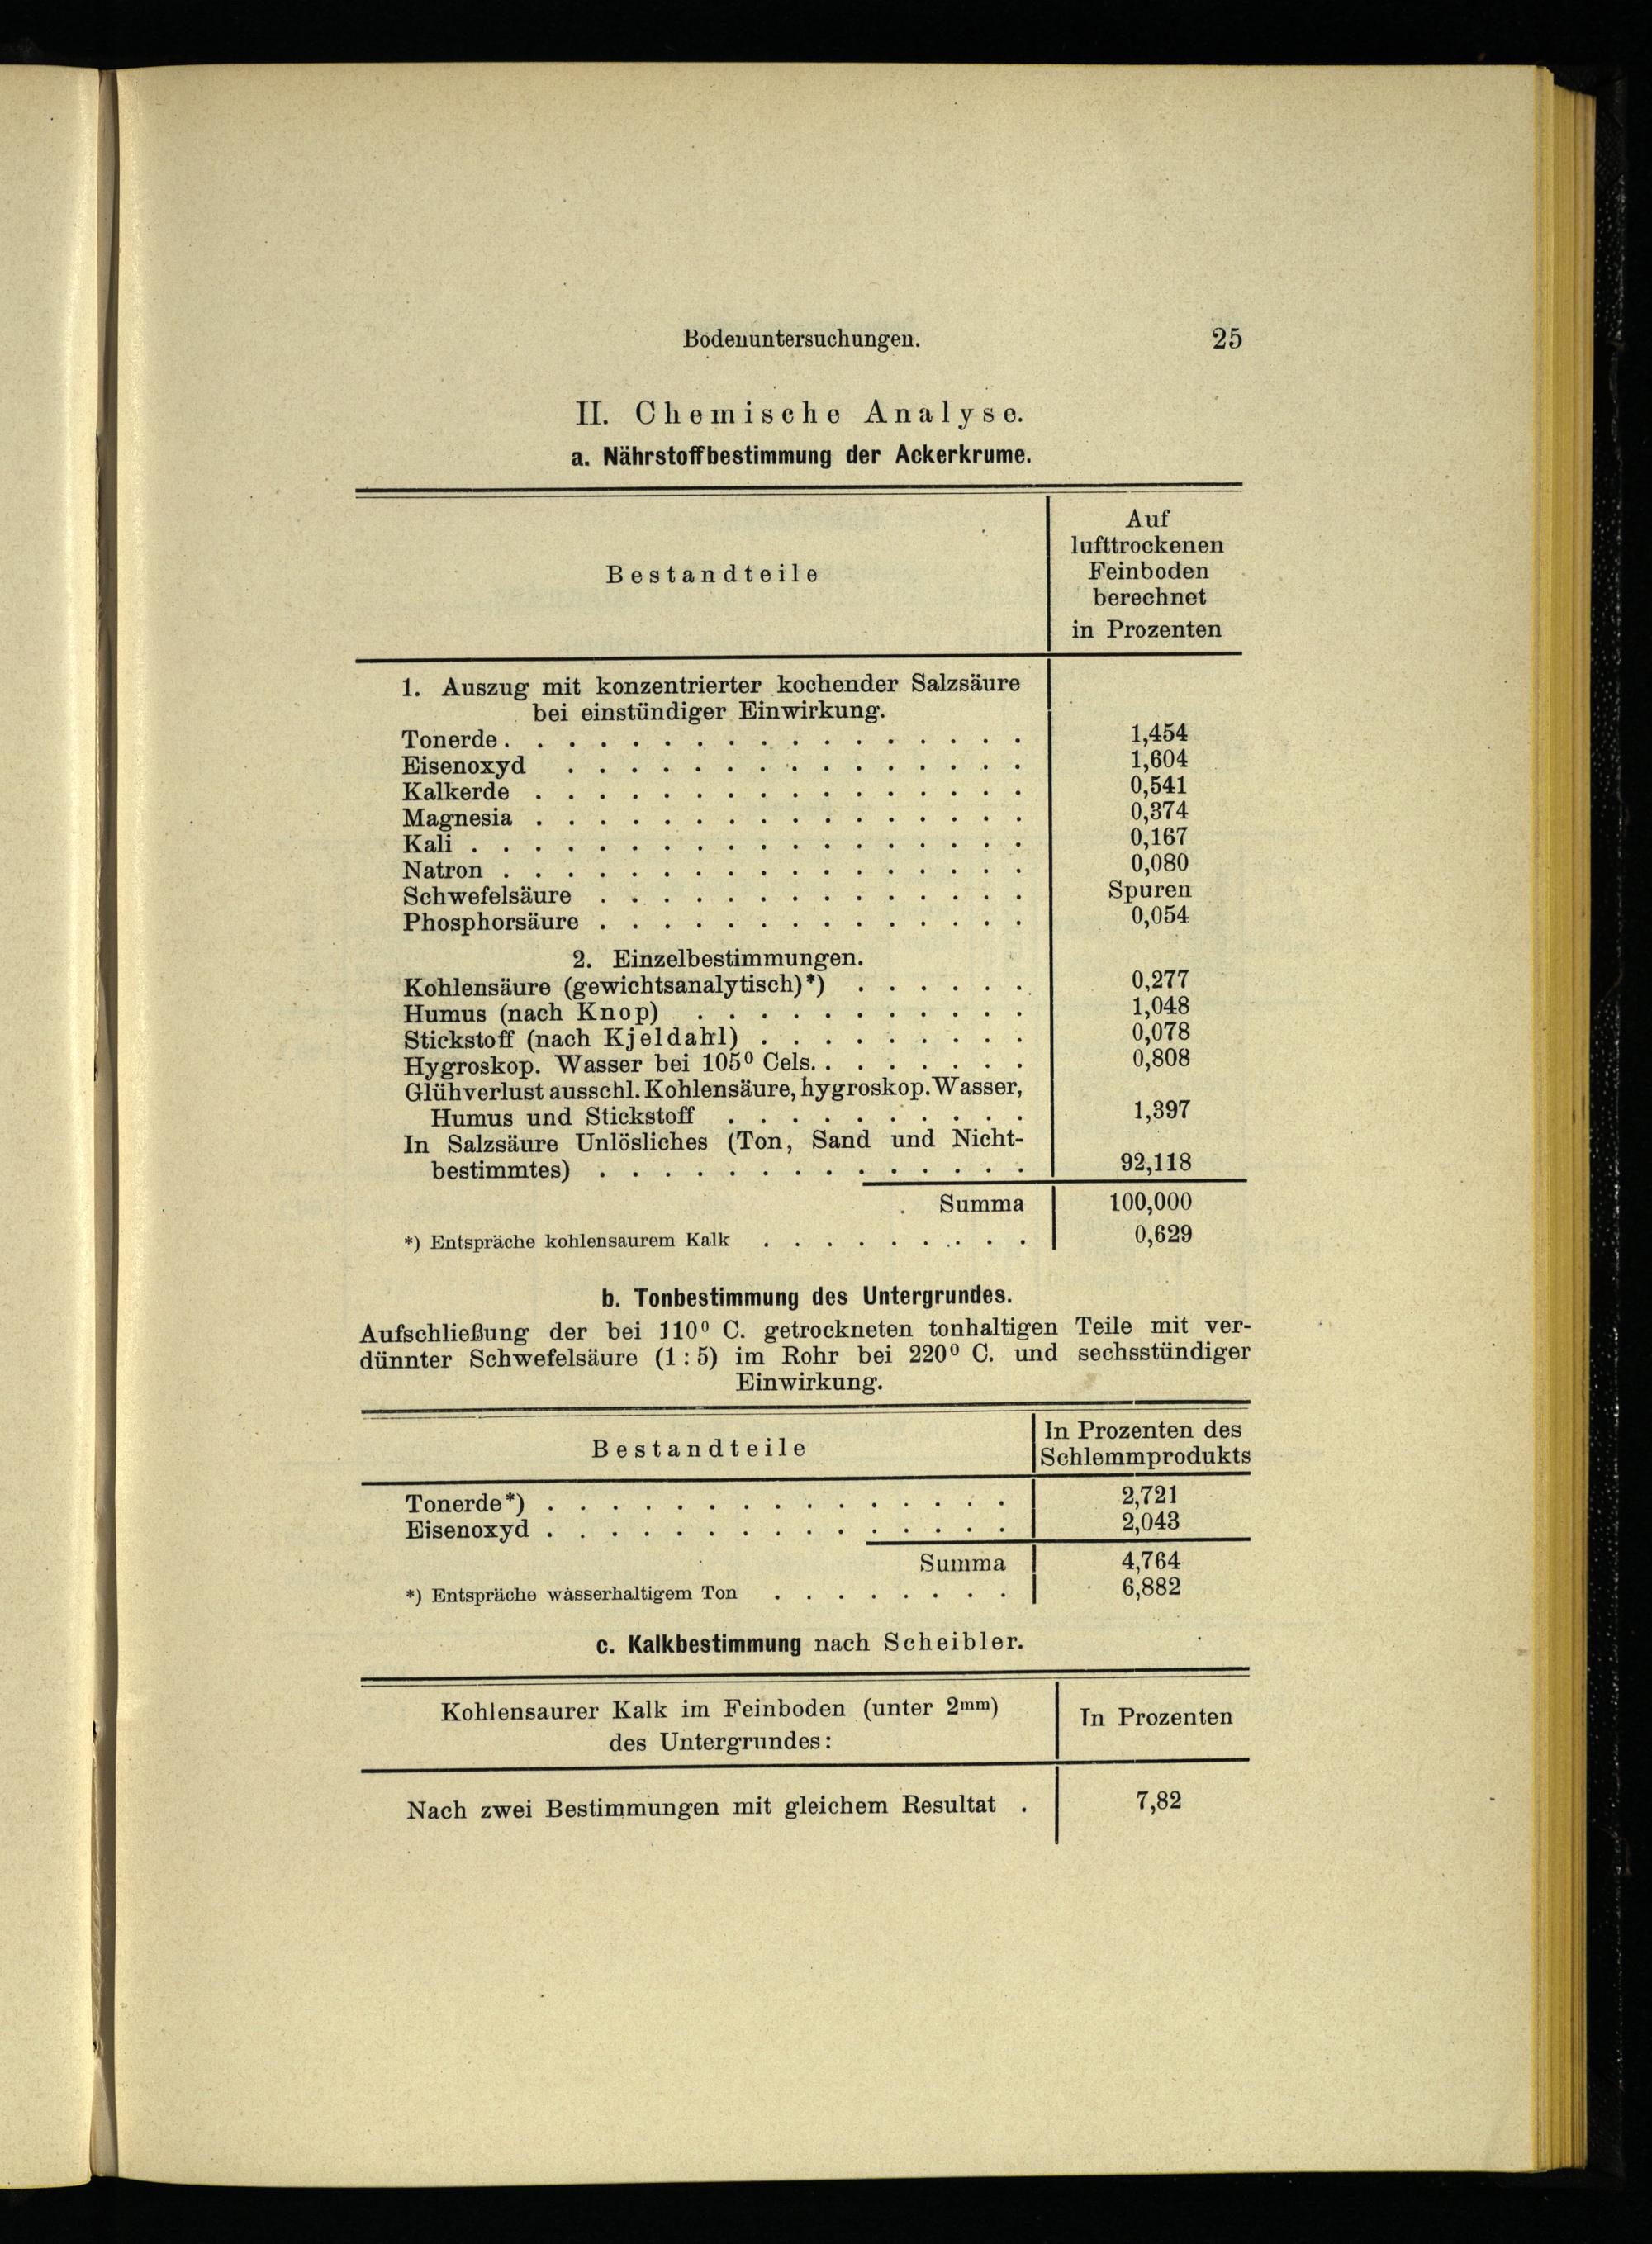 Bodenuntersuchungen. 25
II. Chemische Analyse.
a. Nährstoffbestimmung der Ackerkrume.
Bestandteile
Auf
lufttrockenen
Feinboden
berechnet
in Prozenten
1. Auszug mit konzentrierter kochender Salzsäure
bei einstündiger Einwirkung.
Tonerde. . . . . . . . . . . . . . . . . 1,454
Eisenoxyd . . . . . . . . . . . . . . . 1,604
Kalkerde . . . . . . . . . . . . . . . . 0,541
Magnesia . . . . . . . . . . . . . . . . 0,374
Kali . . . . . . . . . . . . . . . . . . 0,167
Natron . . . . . . . . . . . . . . . . . 0,080
Schwefelsäure . . . . . . . . . . . . . . Spuren
Phosphorsäure . . . . . . . . . . . . . . 0,054
2. Einzelbestimmungen.
Kohlensäure (gewichtsanalytisch)*) . . . . . . 0,277
Humus (nach Knop) . . . . . . . . . . . 1,048
Stickstoff (nach Kjeldahl) . . . . . . . . . 0,078
Hygroskop. Wasser bei 105⁰ Cels. . . . . . . . 0,808
Glühverlust ausschl. Kohlensäure, hygroskop. Wasser,
Humus und Stickstoff . . . . . . . . . . 1,397
In Salzsäure Unlösliches (Ton, Sand und Nicht-
bestimmtes) . . . . . . . . . . . . . . 92,118
Summa 100,000
*) Entspräche kohlensaurem Kalk . . . . . . . . . 0,629
b. Tonbestimmung des Untergrundes.
Aufschließung der bei 110⁰ C. getrockneten tonhaltigen Teile mit ver-
dünnter Schwefelsäure (1 : 5) im Rohr bei 220⁰ C. und sechsstündiger
Einwirkung.
Bestandteile
In Prozenten des
Schlemmprodukts
Tonerde*) . . . . . . . . . . . . . . . 2,721
Eisenoxyd . . . . . . . . . . . . . . . 2,043
Summa 4,764
*) Entspräche wasserhaltigem Ton . . . . . . . . 6,882
c. Kalkbestimmung nach Scheibler.
Kohlensaurer Kalk im Feinboden (unter 2mm)
des Untergrundes:
In Prozenten
Nach zwei Bestimmungen mit gleichem Resultat . 7,82